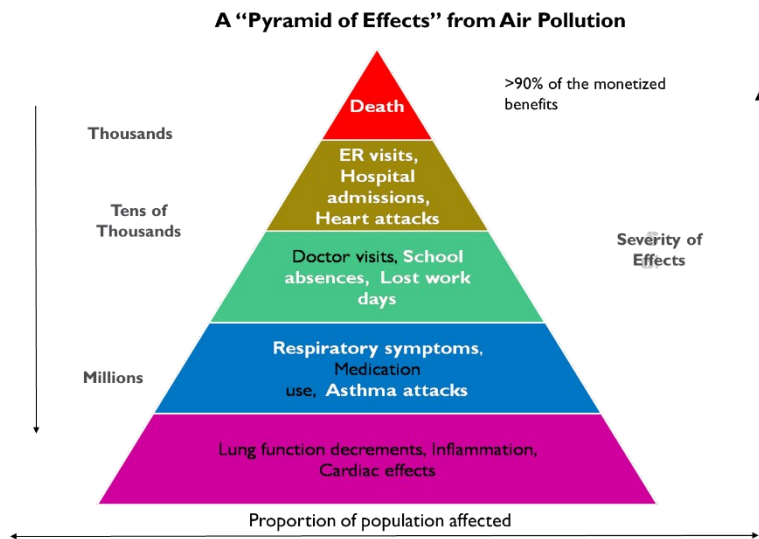 A “Pyramid of Effects” from Air Pollution
>90% of the monetized
benefits
Death
Thousands
ER visits,
Hospital
admissions,
Heart attacks
Tens of
Thousands
Severity of
Effects
Doctor visits, School
absences, Lost work
days
Respiratory symptoms,
Medication
use, Asthma attacks
Millions
Lung function decrements, Inflammation,
Cardiac effects
Proportion of population affected